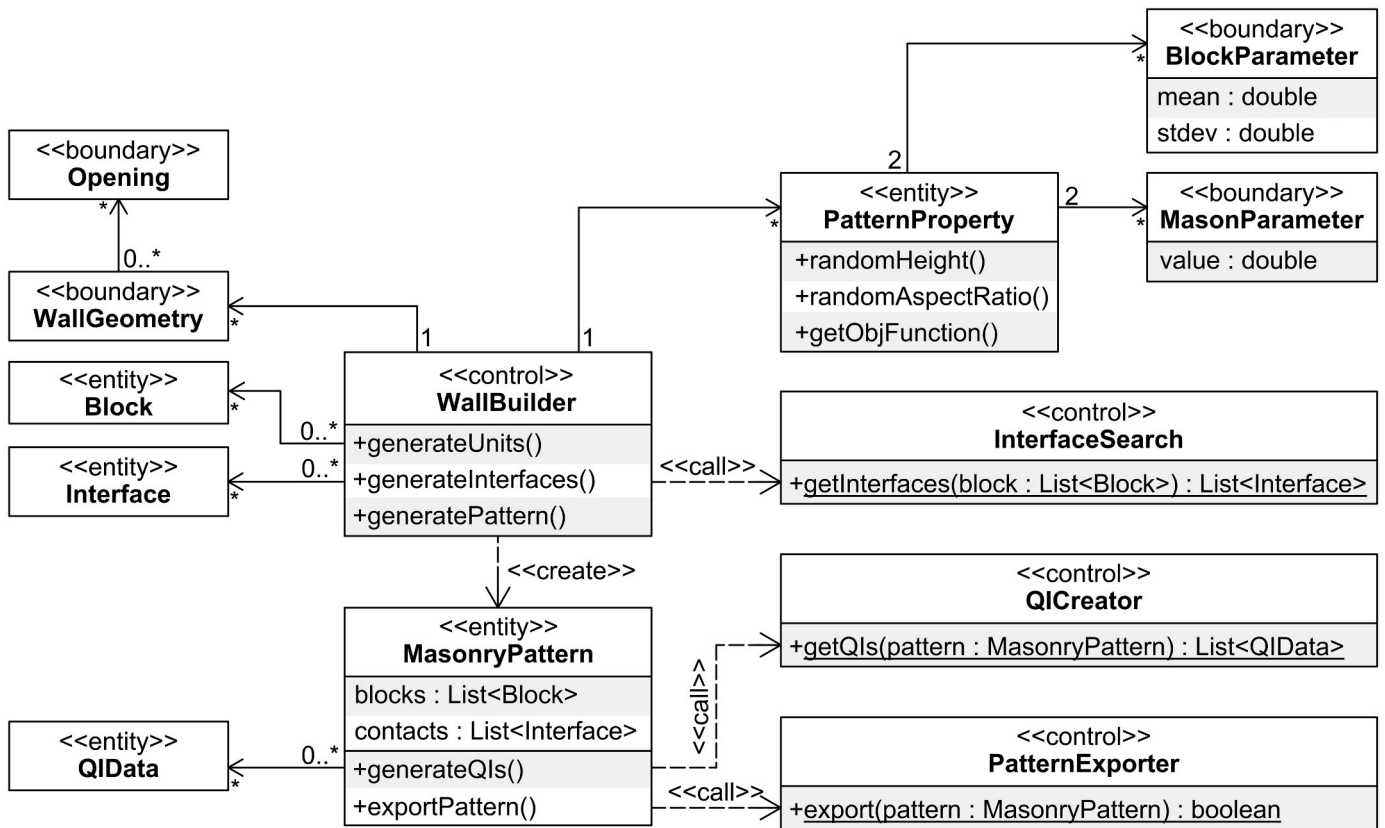 <<boundary>>
BlockParameter
mean : double
stdev : double
*
2
<<boundary>>
Opening
*
0..*
<<boundary>>
WallGeometry
*
1
1
<<entity>>
PatternProperty
+randomHeight()
+randomAspectRatio()
+getObjFunction()
*
2
<<boundary>>
MasonParameter
value : double
*
<<entity>>
Block
*
0..*
<<entity>>
Interface
*
0..*
<<control>>
WallBuilder
+generateUnits()
+generateInterfaces()
+generatePattern()
<<call>>
<<control>>
InterfaceSearch
+getInterfaces(block : List<Block>) : List<Interface>
<<create>>
<<entity>>
MasonryPattern
blocks : List<Block>
contacts : List<Interface>
+generateQIs()
+exportPattern()
<<call>>
<<control>>
QICreator
+getQIs(pattern : MasonryPattern) : List<QIData>
<<entity>>
QIData
*
0..*
<<call>>
<<control>>
PatternExporter
+export(pattern : MasonryPattern) : boolean